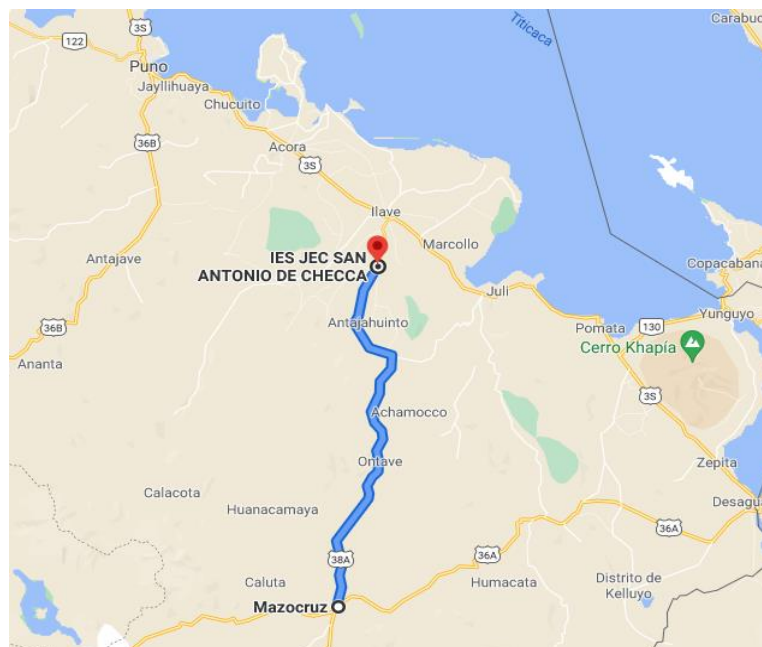 Titicaca
Carabuc
3S
122
Puno
Jayllihuaya
Chucuito
36B
Acora
3S
Ilave
Marcollo
IES JEC SAN
ANTONIO DE CHECCA
Antajave
Copacabana
Juli
Yunguyo
Antajahuinto
Pomata
130
36B
Cerro Khapía
Ananta
3S
Achamocco
Ontave
Zepita
Calacota
Huanacamaya
Desagua
36A
38A
36A
Caluta
Humacata
Distrito de
Kelluyo
Mazocruz